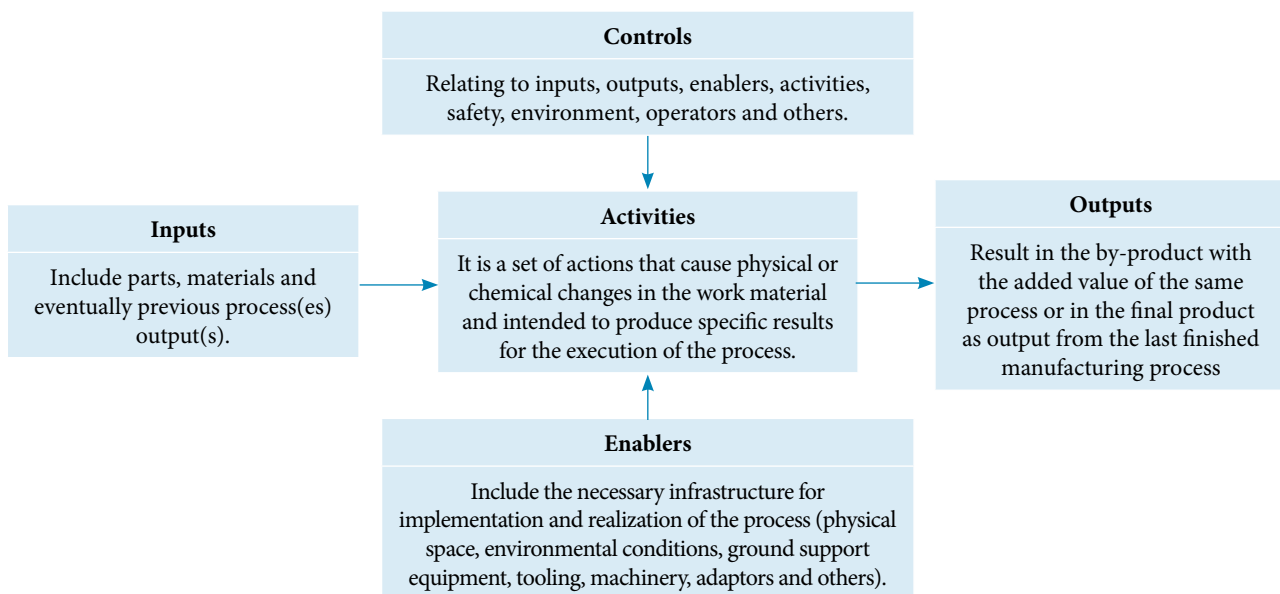 Controls
Relating to inputs, outputs, enablers, activities,
safety, environment, operators and others.
Inputs
Include parts, materials and
eventually previous process(es)
output(s).
Activities
It is a set of actions that cause physical or
chemical changes in the work material
and intended to produce specific results
for the execution of the process.
Outputs
Result in the by-product with
the added value of the same
process or in the final product
as output from the last finished
manufacturing process
Enablers
Include the necessary infrastructure for
implementation and realization of the process (physical
space, environmental conditions, ground support
equipment, tooling, machinery, adaptors and others).